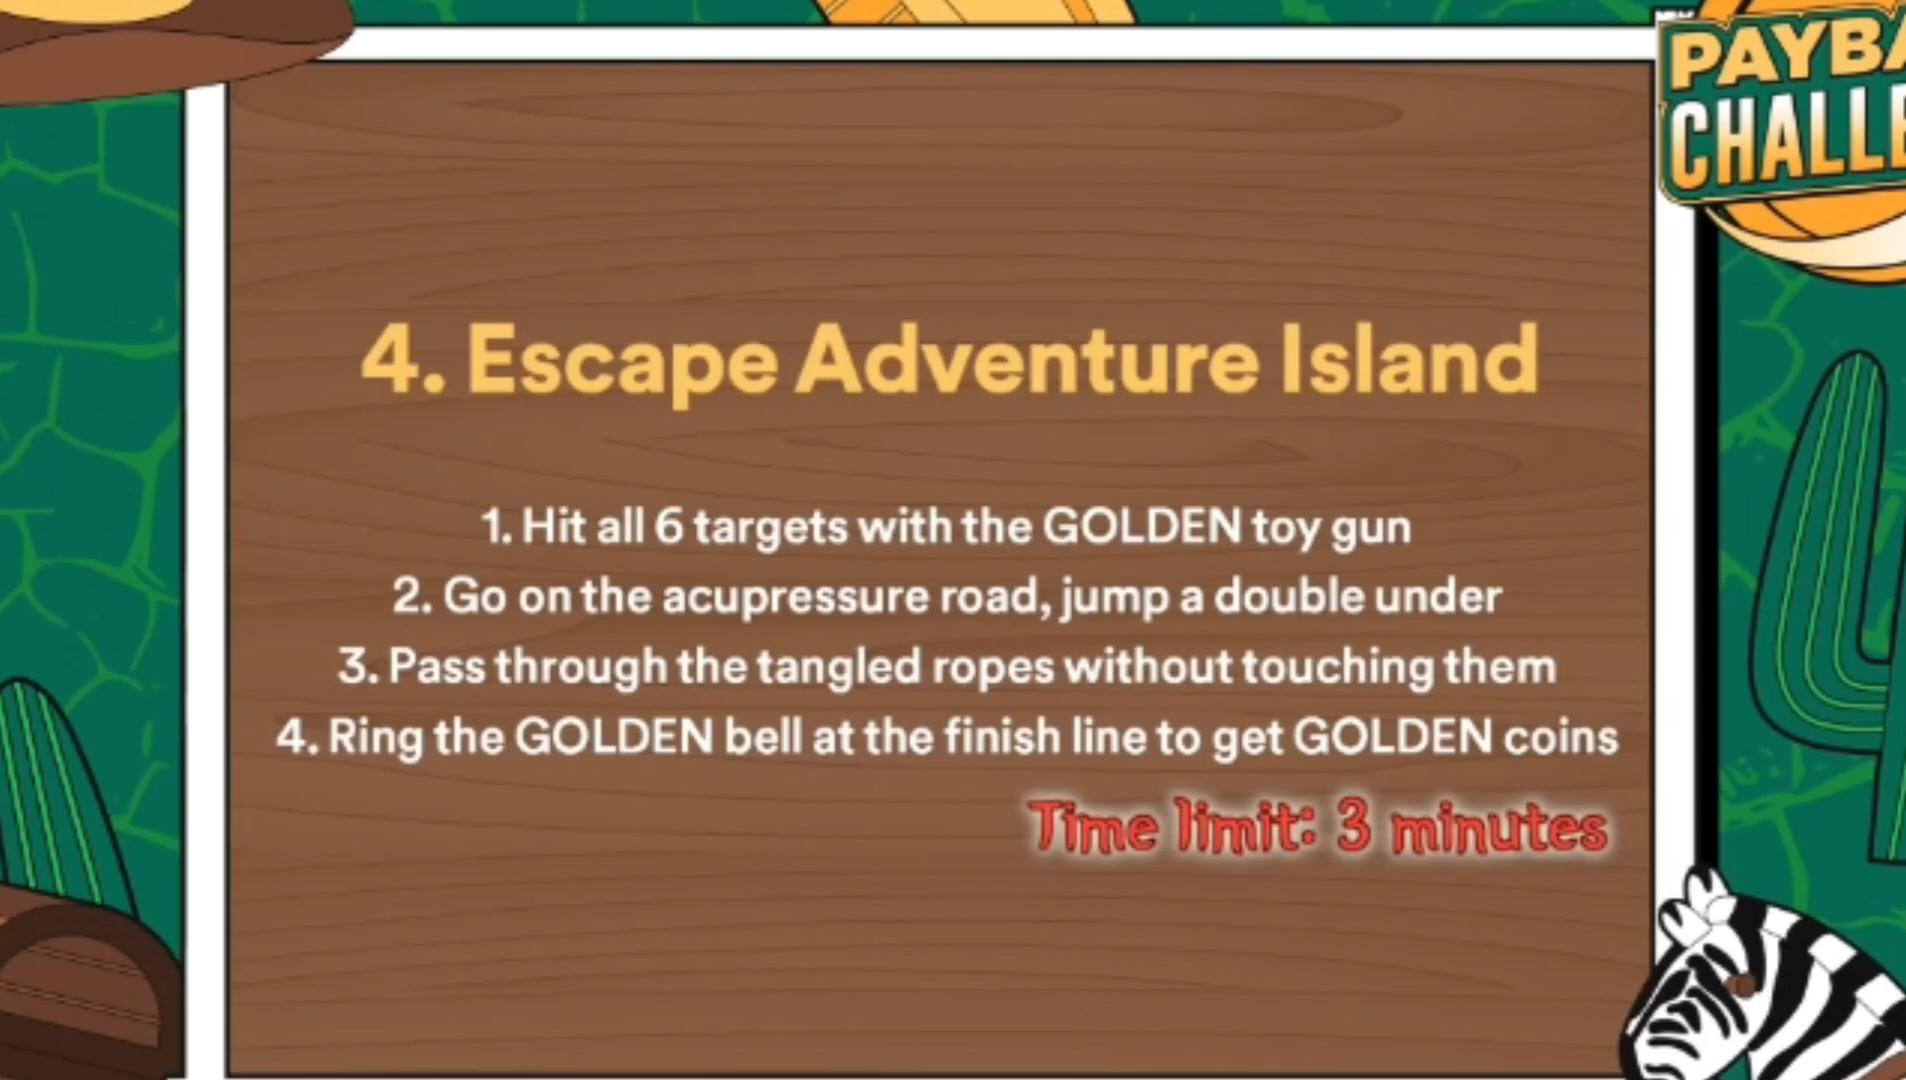 PAYBA
CHALLE
4. Escape Adventure Island
1. Hit all 6 targets with the GOLDEN toy gun
2. Go on the acupressure road, jump a double under
3. Pass through the tangled ropes without touching them
4. Ring the GOLDEN bell at the finish line to get GOLDEN coins
Time limit: 3 minutes